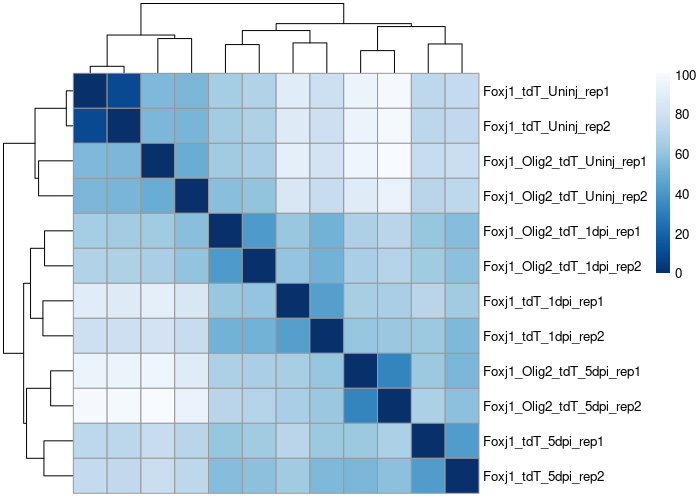 Foxj1_tdT_Uninj_rep1
Foxj1_tdT_Uninj_rep2
Foxj1_Olig2_tdT_Uninj_rep1
Foxj1_Olig2_tdT_Uninj_rep2
Foxj1_Olig2_tdT_1dpi_rep1
Foxj1_Olig2_tdT_1dpi_rep2
Foxj1_tdT_1dpi_rep1
Foxj1_tdT_1dpi_rep2
Foxj1_Olig2_tdT_5dpi_rep1
Foxj1_Olig2_tdT_5dpi_rep2
Foxj1_tdT_5dpi_rep1
Foxj1_tdT_5dpi_rep2
100
80
60
40
20
0